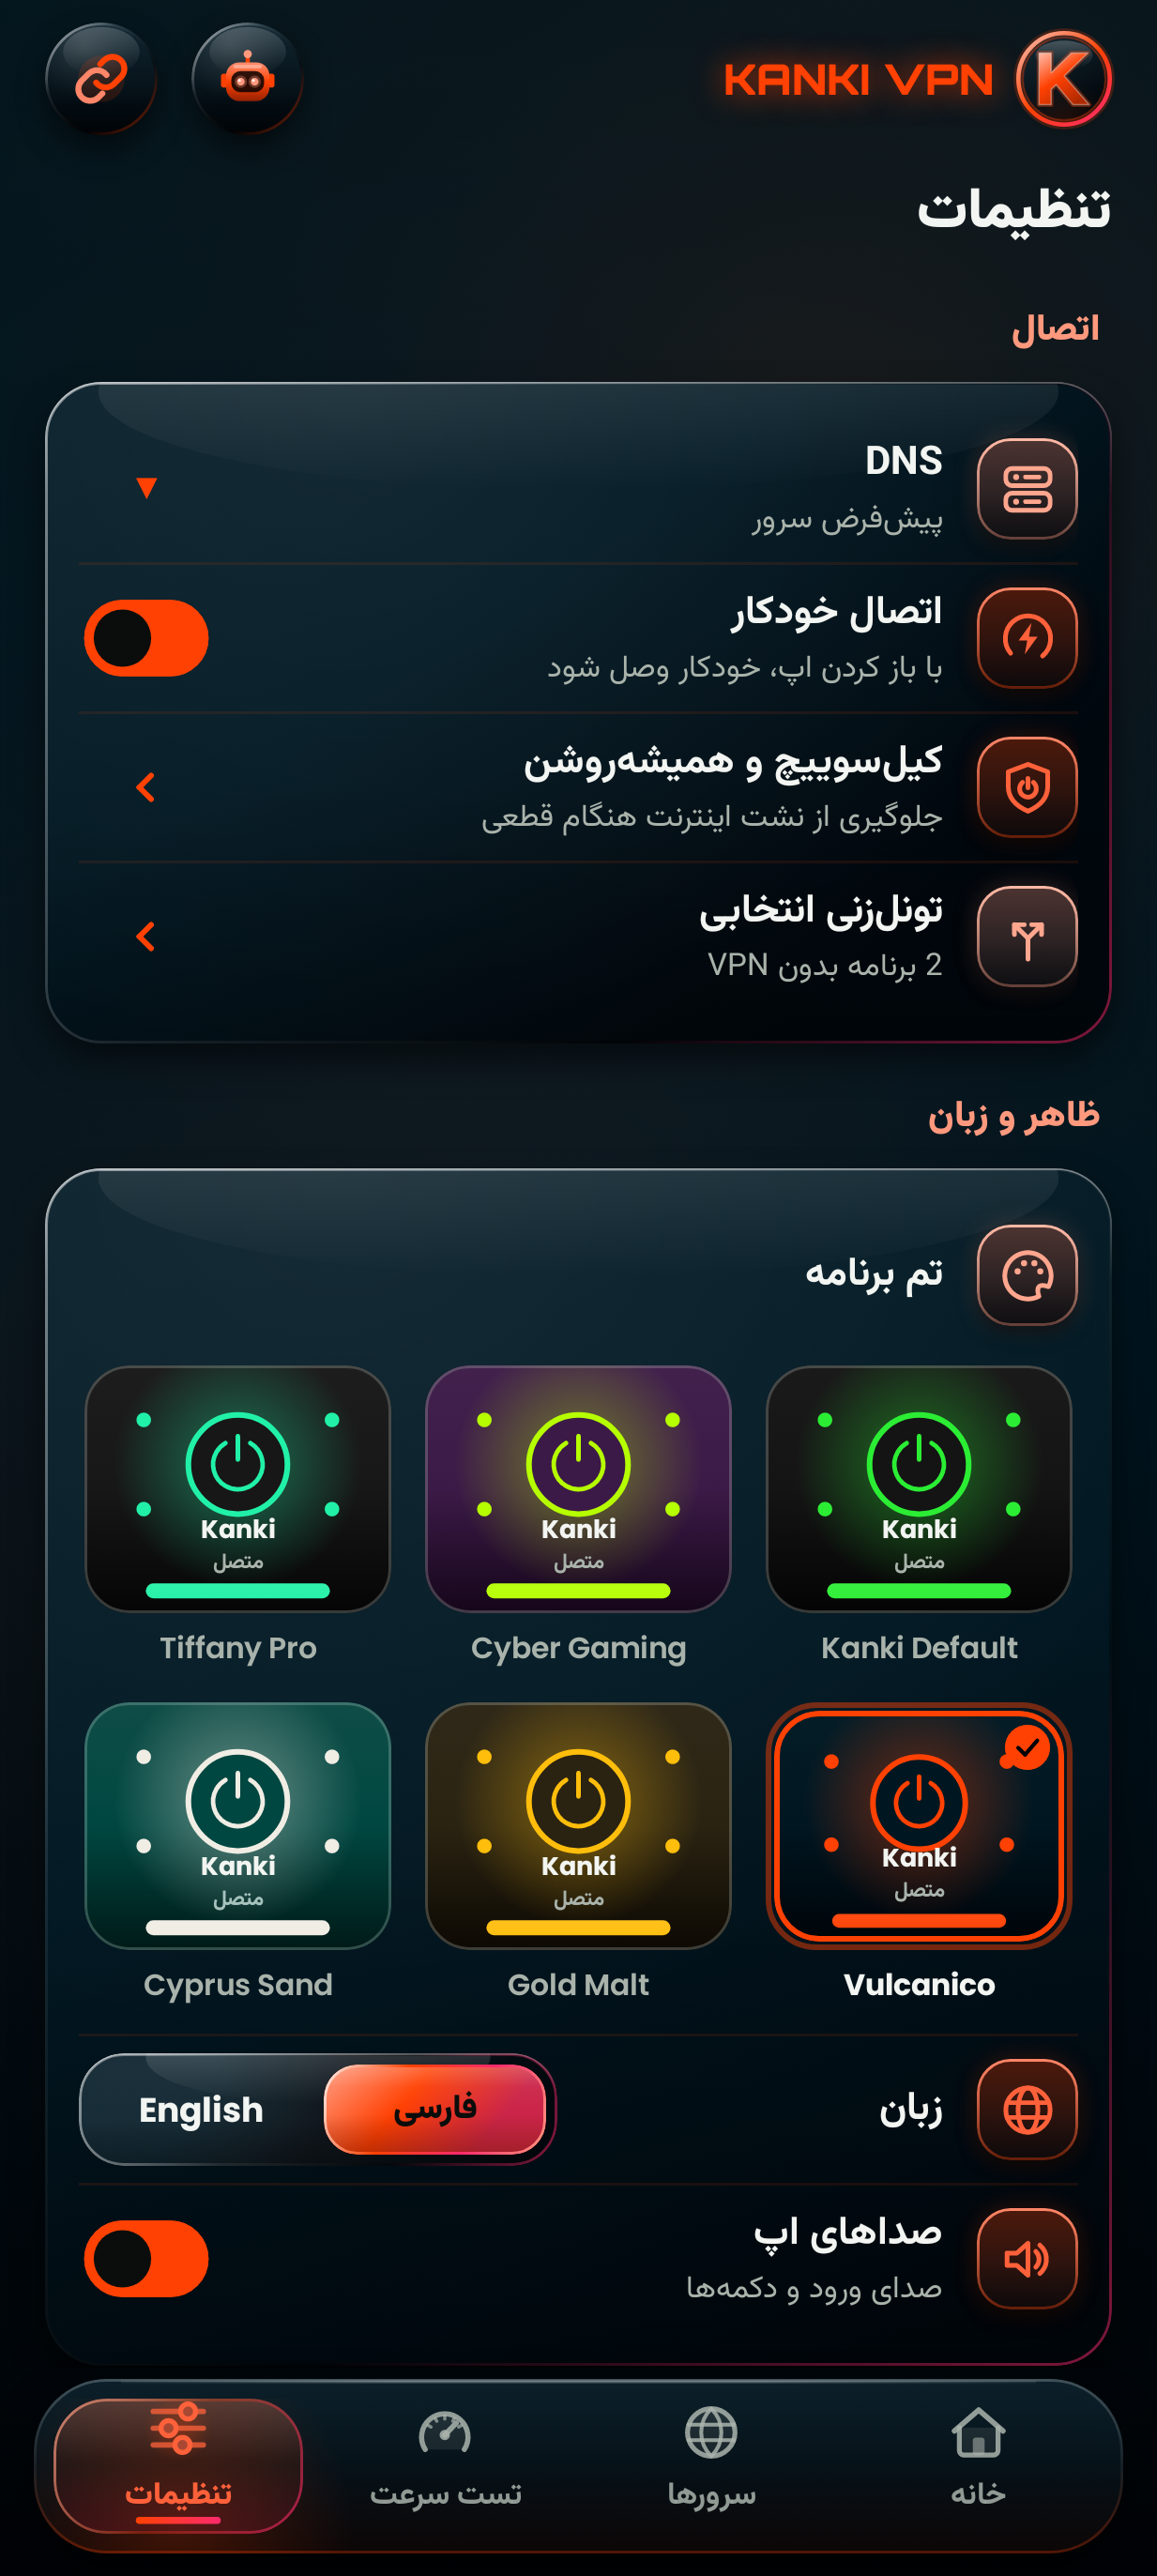 KANKI VPN
تنظیمات
اتصال
DNS
پیش‌فرض سرور
اتصال خودکار
با باز کردن اپ، خودکار وصل شود
کیل‌سوییچ و همیشه‌روشن
جلوگیری از نشت اینترنت هنگام قطعی
تونل‌زنی انتخابی
2 برنامه بدون VPN
ظاهر و زبان
تم برنامه
Kanki
متصل
Kanki Default
Kanki
متصل
Cyber Gaming
Kanki
متصل
Tiffany Pro
Kanki
متصل
Vulcanico
Kanki
متصل
Gold Malt
Kanki
متصل
Cyprus Sand
زبان
فارسی
English
صداهای اپ
صدای ورود و دکمه‌ها
خانه
سرورها
تست سرعت
تنظیمات